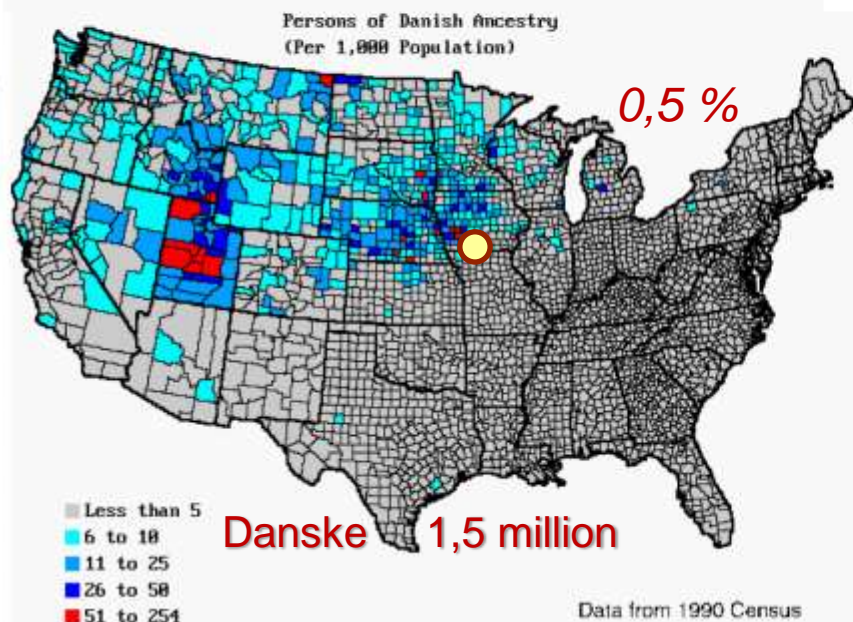 Persons of Danish Ancestry
(Per 1,000 Population)
0,5 %
Less than 5
6 to 10
11 to 25
26 to 50
51 to 254
Danske 1,5 million
Data from 1990 Census